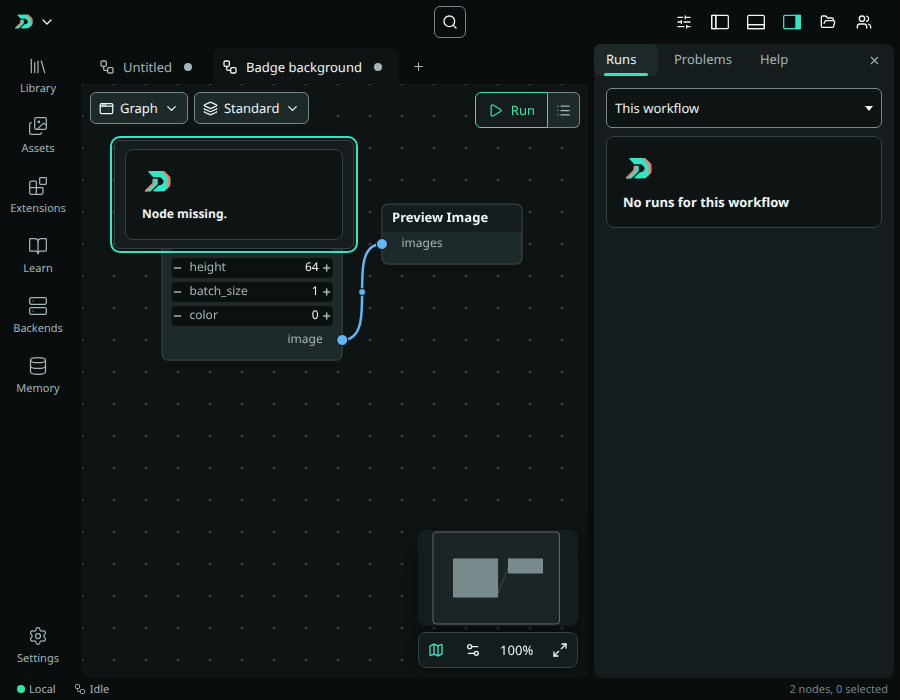 Untitled
Badge background
Library
Assets
Extensions
Learn
Backends
Memory
Settings
Graph
Standard
Run
Node missing.
height 64
batch_size 1
color 0
image
Preview Image
images
100%
Runs
Problems
Help
This workflow
No runs for this workflow
Local
Idle
2 nodes, 0 selected